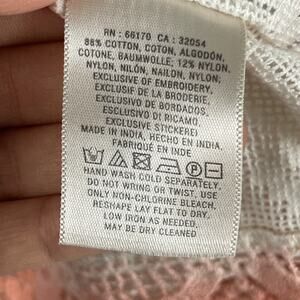 RN : 66170 CA : 32054
88% COTTON, COTON, ALGODÓN,
COTONE, BAUMWOLLE; 12% NYLON,
NYLON, NILÓN, NAILON, NYLON;
EXCLUSIVE OF EMBROIDERY.
EXCLUSIF DE LA BRODERIE,
EXCLUSIVO DE BORDADOS,
ESCLUSIVO DI RICAMO,
EXCLUSIVE STICKEREI
MADE IN INDIA, HECHO EN INDIA,
FABRIQUÉ EN INDE
HAND WASH COLD SEPARATELY.
DO NOT WRING OR TWIST. USE
ONLY NON-CHLORINE BLEACH.
RESHAPE LAY FLAT TO DRY.
LOW IRON AS NEEDED.
MAY BE DRY CLEANED